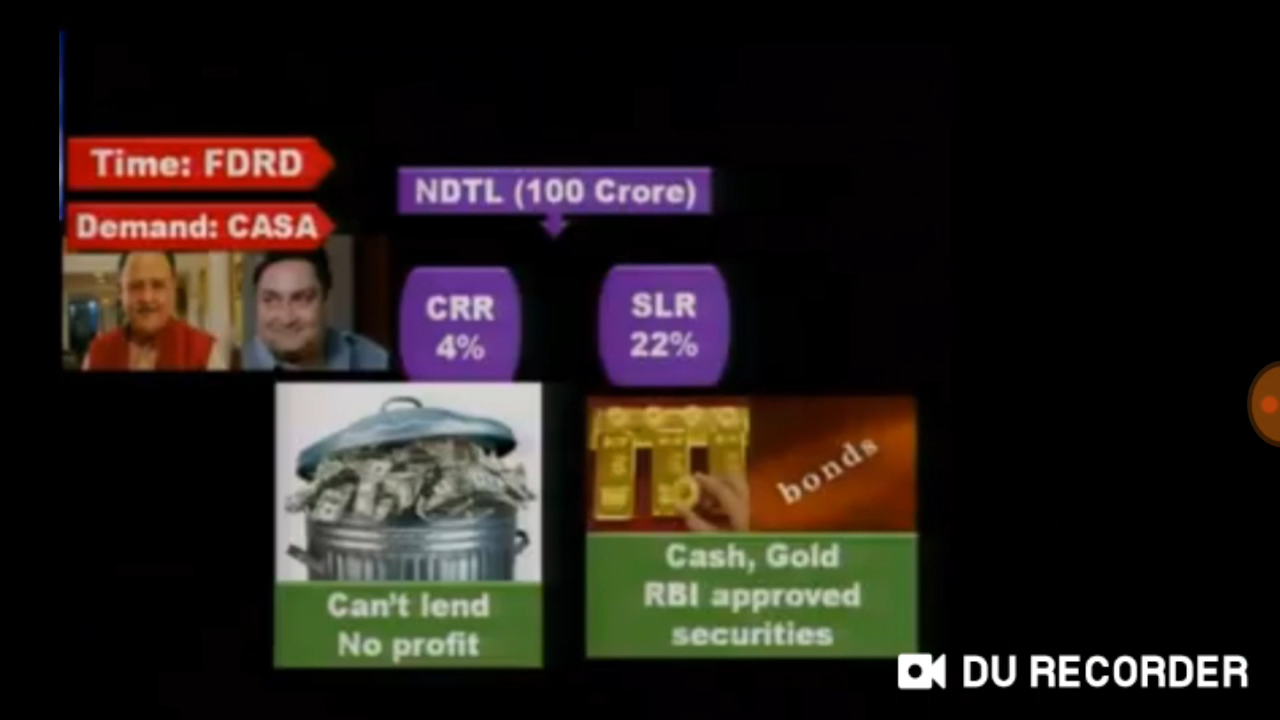 Time: FDRD
Demand: CASA
NDTL (100 Crore)
CRR
4%
SLR
22%
bonds
Can't lend
No profit
Cash, Gold
RBI approved
securities
DU RECORDER